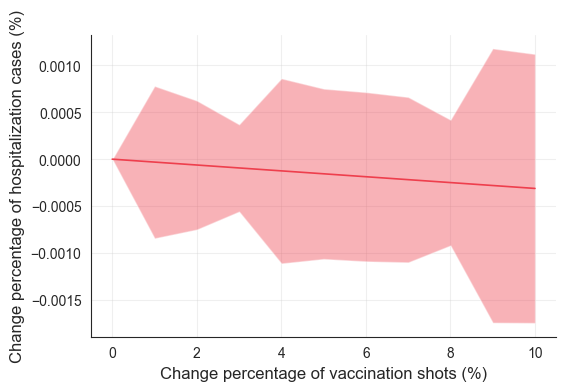 Change percentage of hospitalization cases (%)
0.0010
0.0005
0.0000
−0.0005
−0.0010
−0.0015
0 2 4 6 8 10
Change percentage of vaccination shots (%)